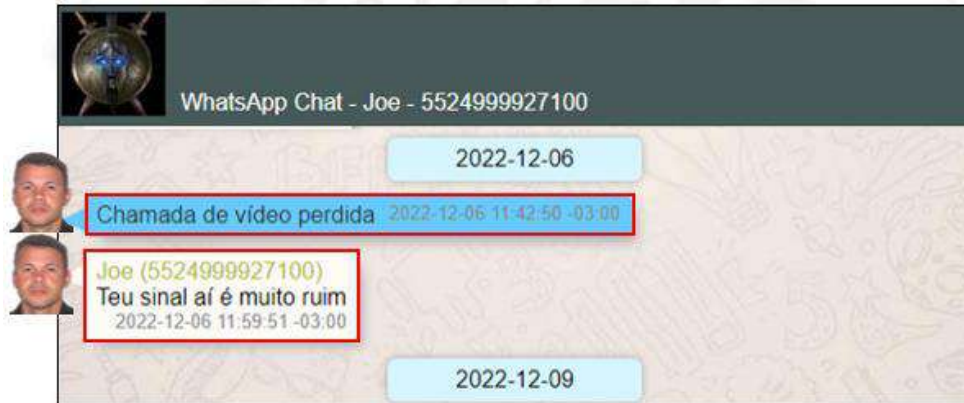 WhatsApp Chat - Joe - 5524999927100
2022-12-06
Chamada de vídeo perdida 2022-12-06 11:42:50 -03:00
Joe (5524999927100)
Teu sinal aí é muito ruim
2022-12-06 11:59:51 -03:00
2022-12-09